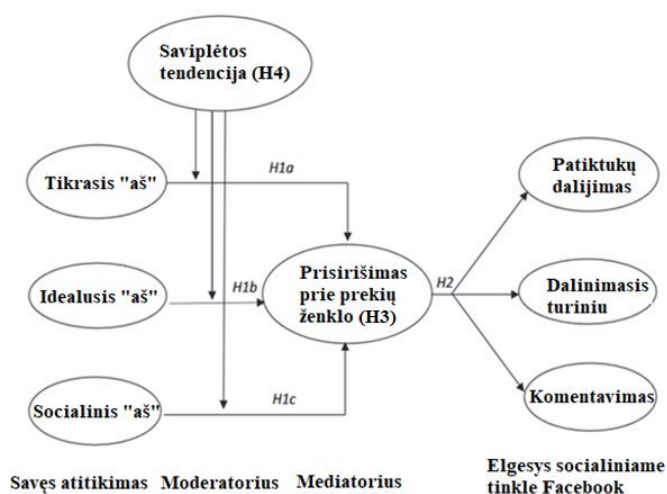 Saviplėtos
tendencija (H4)
Tikrasis "aš"
H1a
Patiktukų
dalijimas
Idealusis "aš"
H1b
Prisirišimas
prie prekių
ženklo (H3)
H2
Dalinimasis
turiniu
Socialinis "aš"
H1c
Komentavimas
Savęs atitikimas
Moderatorius
Mediatorius
Elgesys socialiniame
tinkle Facebook